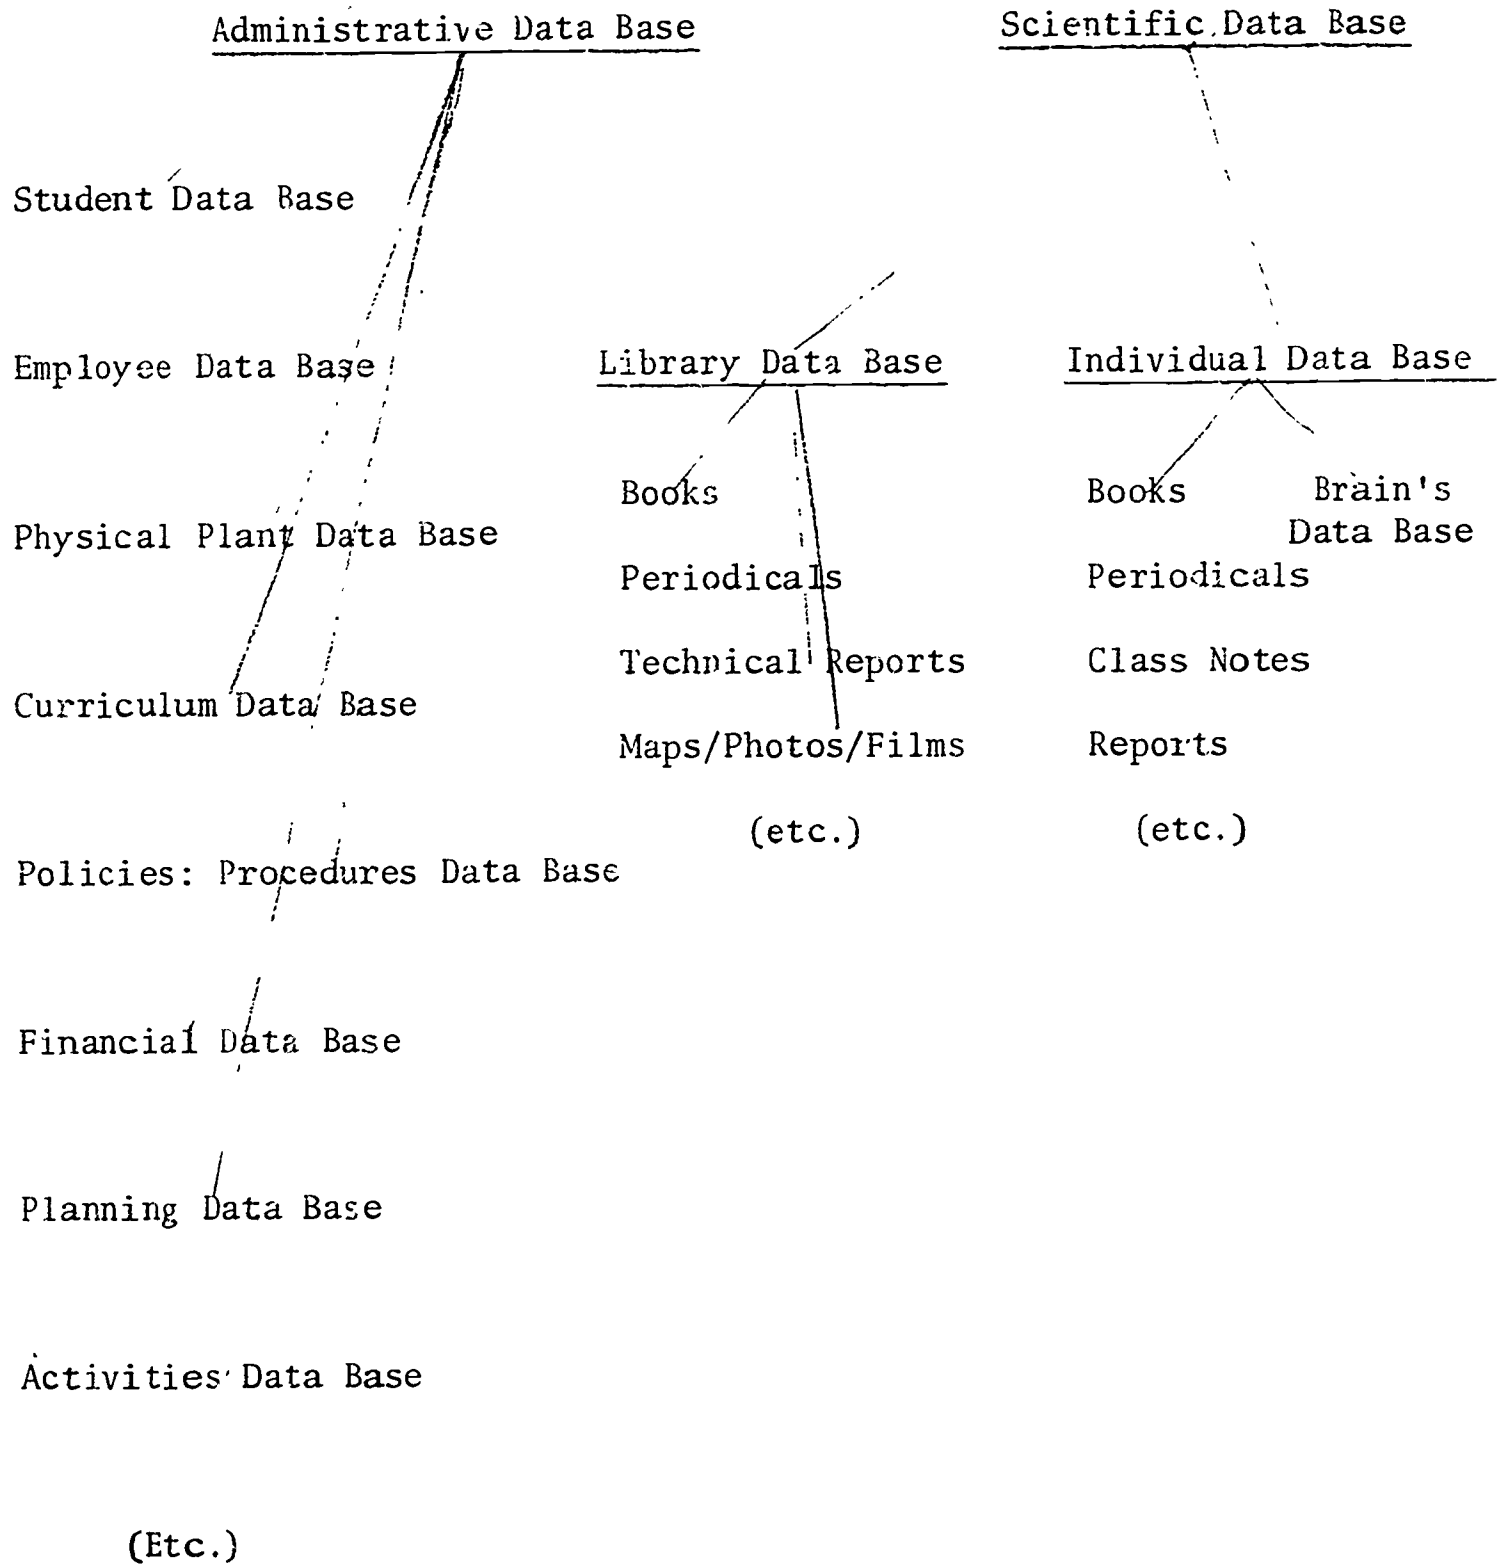 Administrative Data Base
Scientific Data Base
Student Data Base
Employee Data Base
Physical Plant Data Base
Curriculum Data Base
Policies: Procedures Data Base
Financial Data Base
Planning Data Base
Activities Data Base
(Etc.)
Library Data Base
Books
Periodicals
Technical Reports
Maps/Photos/Films
(etc.)
Individual Data Base
Books
Periodicals
Class Notes
Reports
(etc.)
Brain's
Data Base